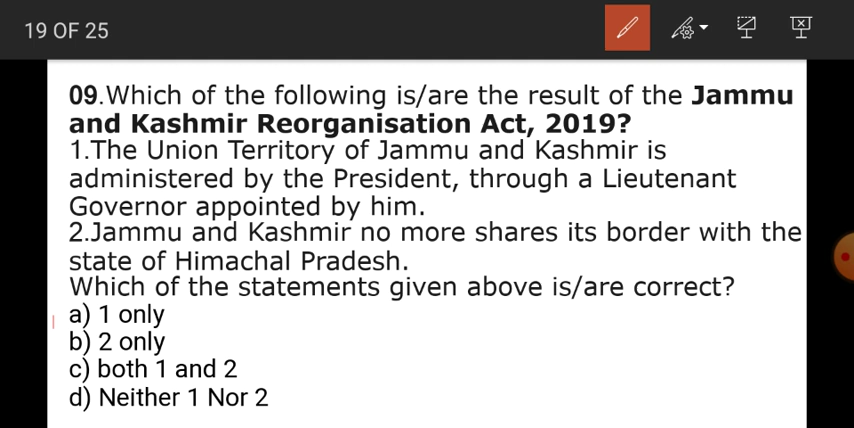 19 OF 25
09.Which of the following is/are the result of the Jammu
and Kashmir Reorganisation Act, 2019?
1.The Union Territory of Jammu and Kashmir is
administered by the President, through a Lieutenant
Governor appointed by him.
2.Jammu and Kashmir no more shares its border with the
state of Himachal Pradesh.
Which of the statements given above is/are correct?
a) 1 only
b) 2 only
c) both 1 and 2
d) Neither 1 Nor 2